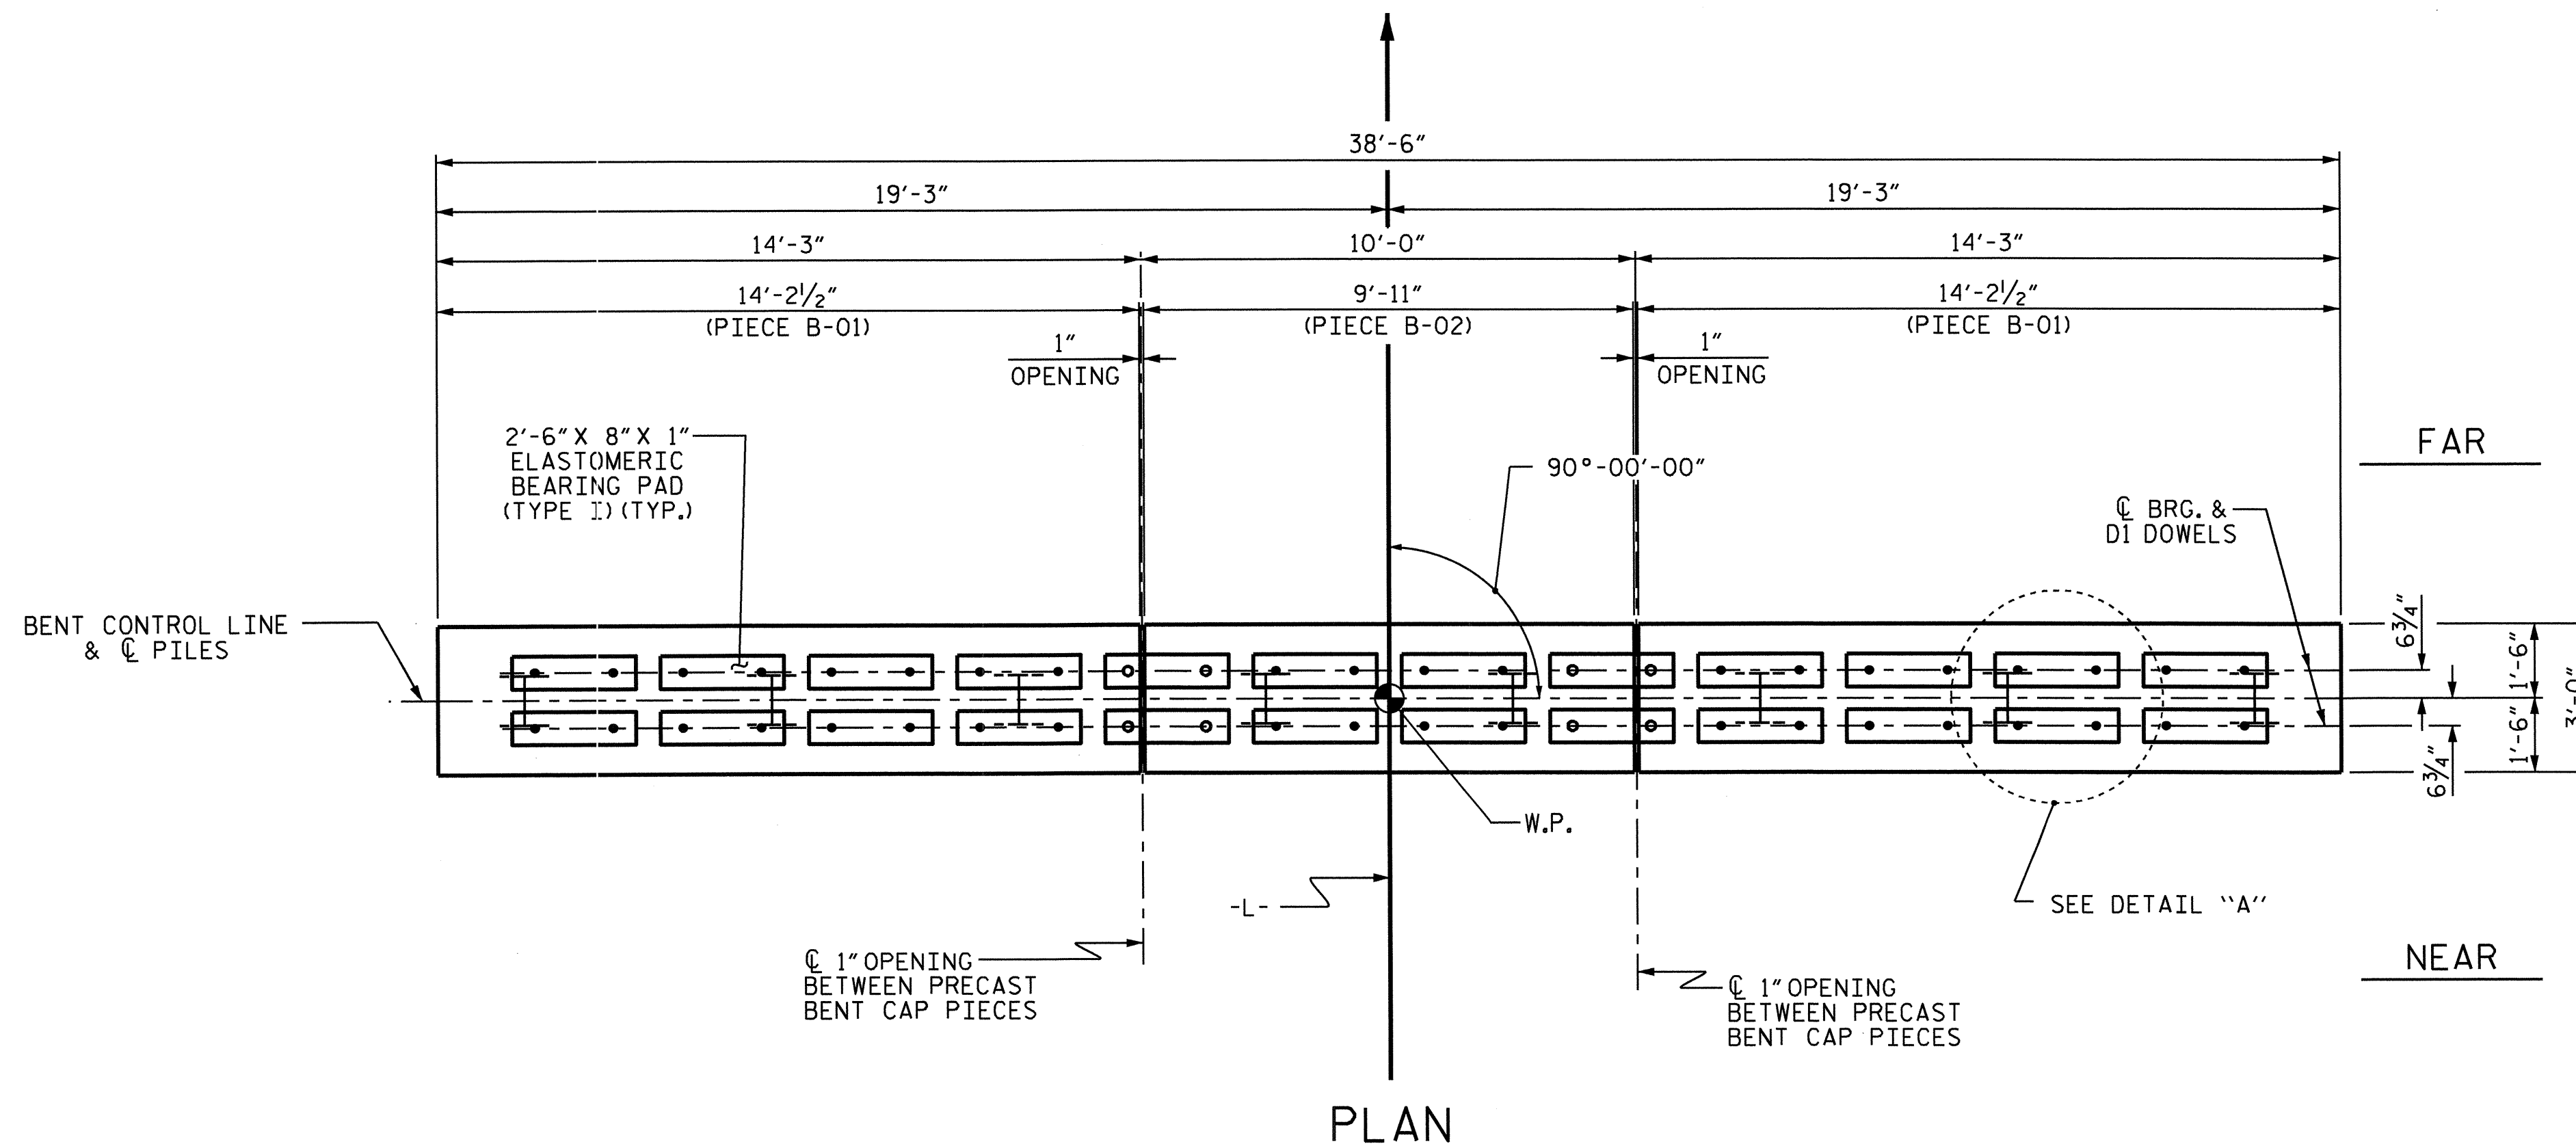 38'-6"
19'-3" 19'-3"
14'-3" 10'-0" 14'-3"
14'-2½" 9'-11" 14'-2½"
(PIECE B-01) (PIECE B-02) (PIECE B-01)
1" 1"
OPENING OPENING
2'-6" X 8" X 1"
ELASTOMERIC
BEARING PAD
(TYPE I) (TYP.)
90°-00'-00"
FAR
℄ BRG. &
D1 DOWELS
BENT CONTROL LINE
& ℄ PILES
6¾"
1'-6"
3'-0"
1'-6"
6¾"
W.P.
-L-
SEE DETAIL "A"
℄ 1" OPENING
BETWEEN PRECAST
BENT CAP PIECES
NEAR
℄ 1" OPENING
BETWEEN PRECAST
BENT CAP PIECES
PLAN